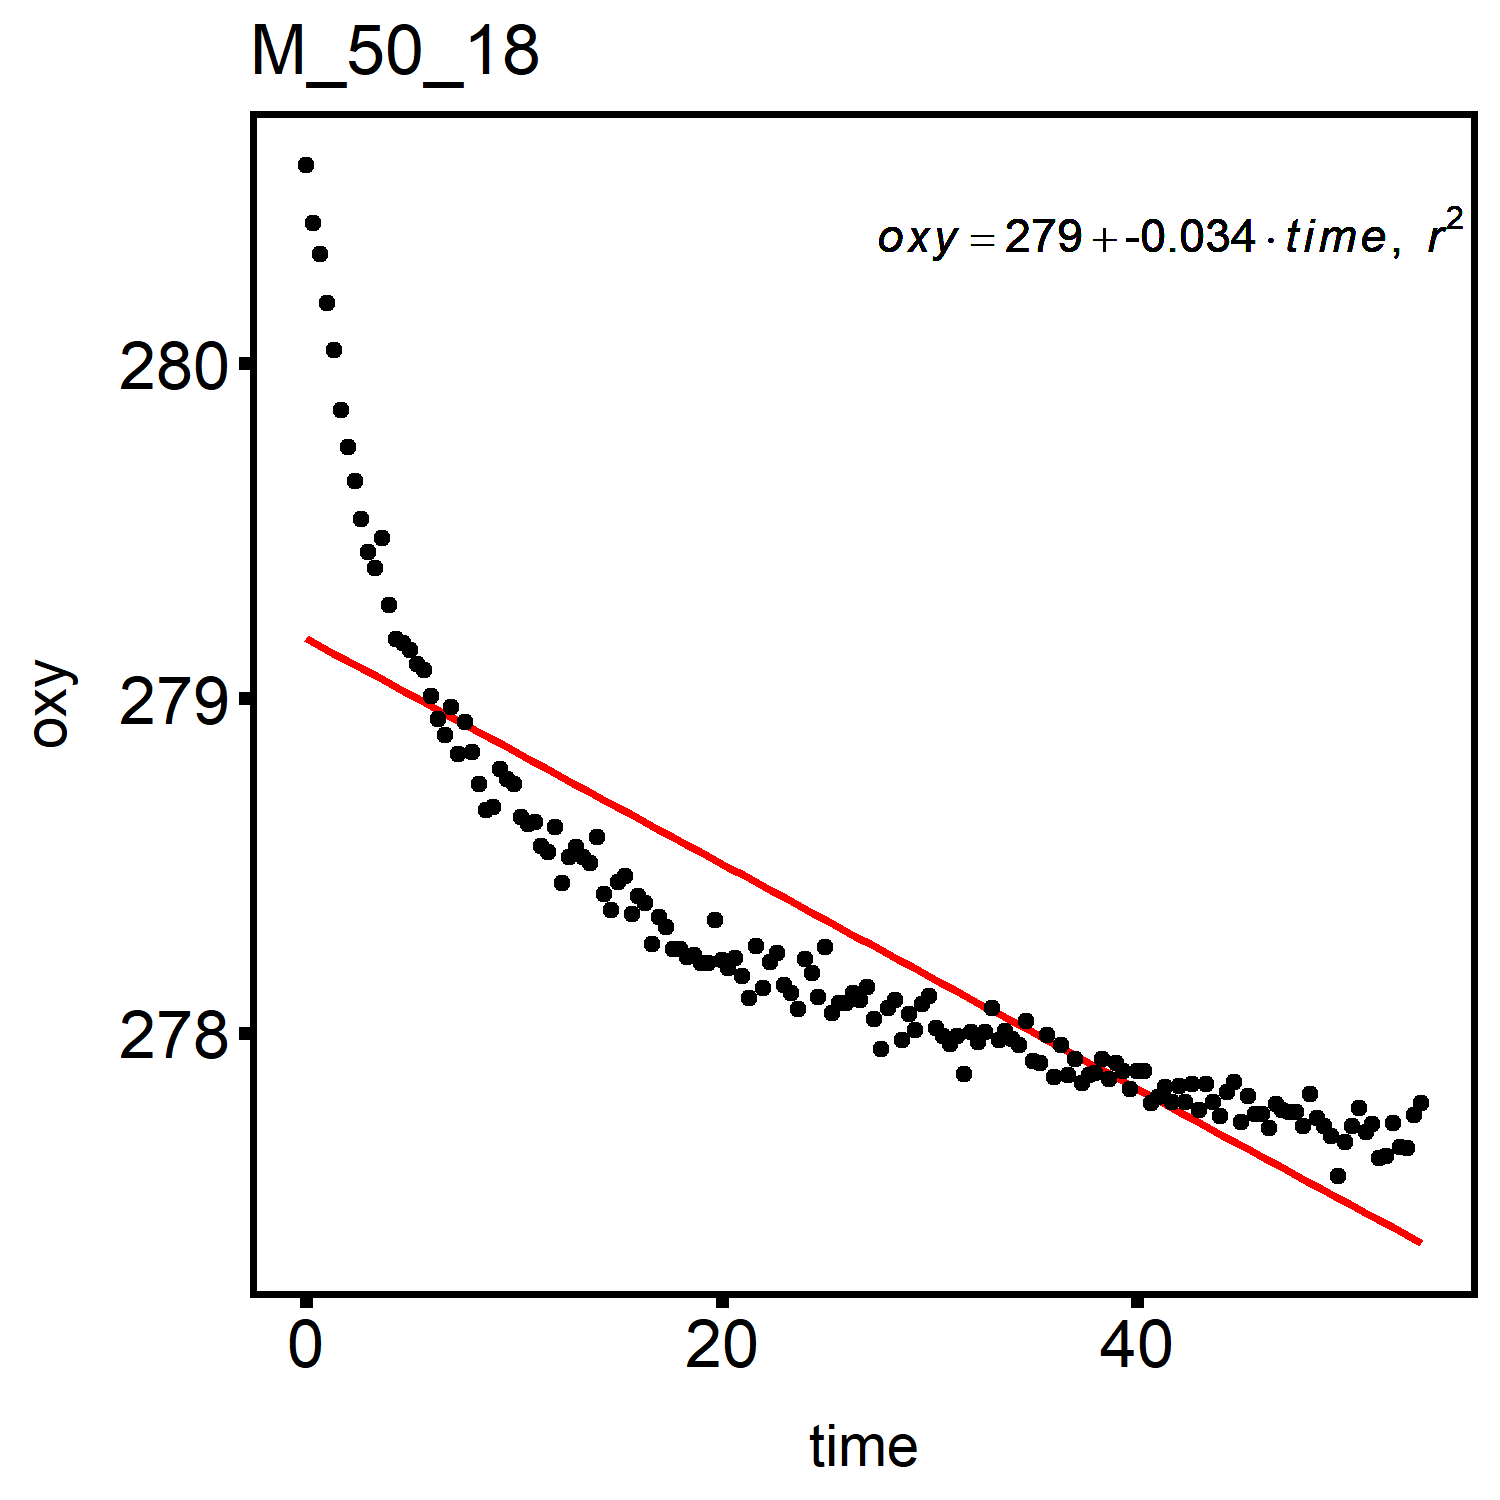 M_50_18
oxy = 279 + -0.034 · time, r²
280
279
278
oxy
0 20 40
time